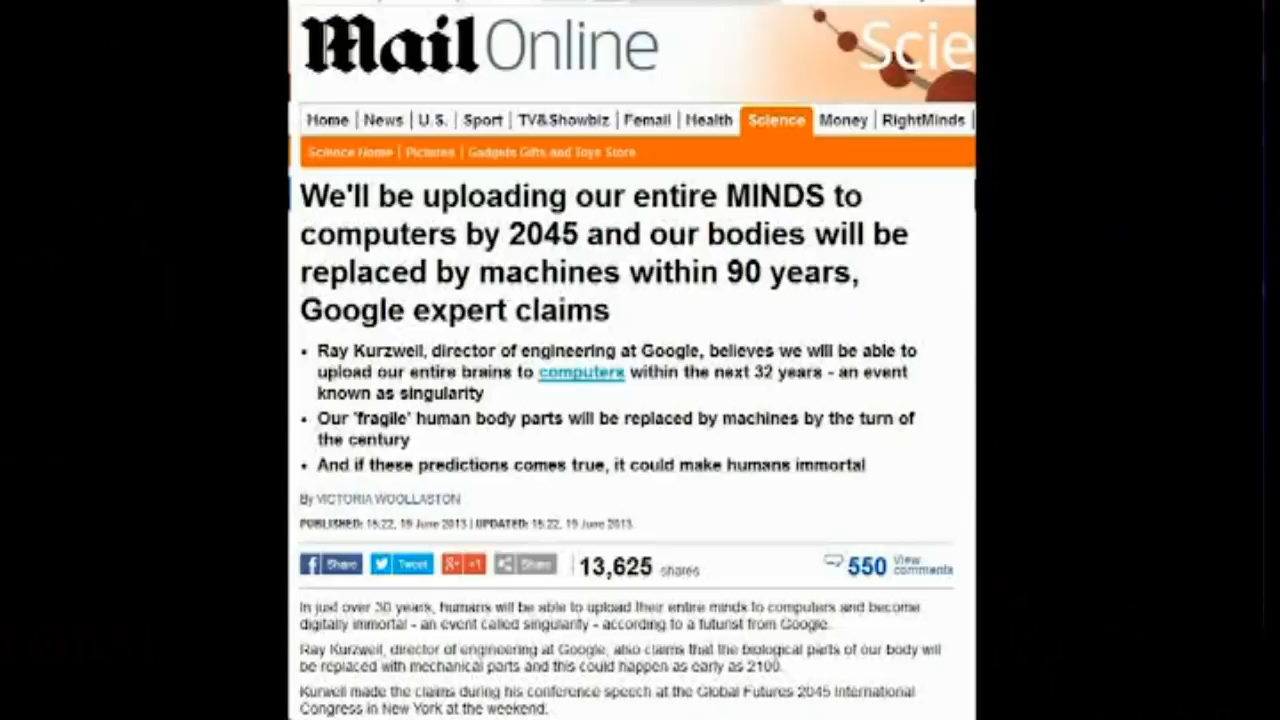 Mail Online
Scie
Home | News | U.S. | Sport | TV&Showbiz | Femail | Health | Science | Money | RightMinds |
Science Home | Pictures | Gadgets Gifts and Toys Store
We'll be uploading our entire MINDS to
computers by 2045 and our bodies will be
replaced by machines within 90 years,
Google expert claims
• Ray Kurzweil, director of engineering at Google, believes we will be able to
upload our entire brains to computers within the next 32 years - an event
known as singularity
• Our 'fragile' human body parts will be replaced by machines by the turn of
the century
• And if these predictions comes true, it could make humans immortal
By VICTORIA WOOLLASTON
PUBLISHED: 15:22, 19 June 2013 | UPDATED: 15:22, 19 June 2013
Share Tweet +1 Share 13,625 shares 550 View comments
In just over 30 years, humans will be able to upload their entire minds to computers and become
digitally immortal - an event called singularity - according to a futurist from Google.
Ray Kurzweil, director of engineering at Google, also claims that the biological parts of our body will
be replaced with mechanical parts and this could happen as early as 2100.
Kurweil made the claims during his conference speech at the Global Futures 2045 International
Congress in New York at the weekend.